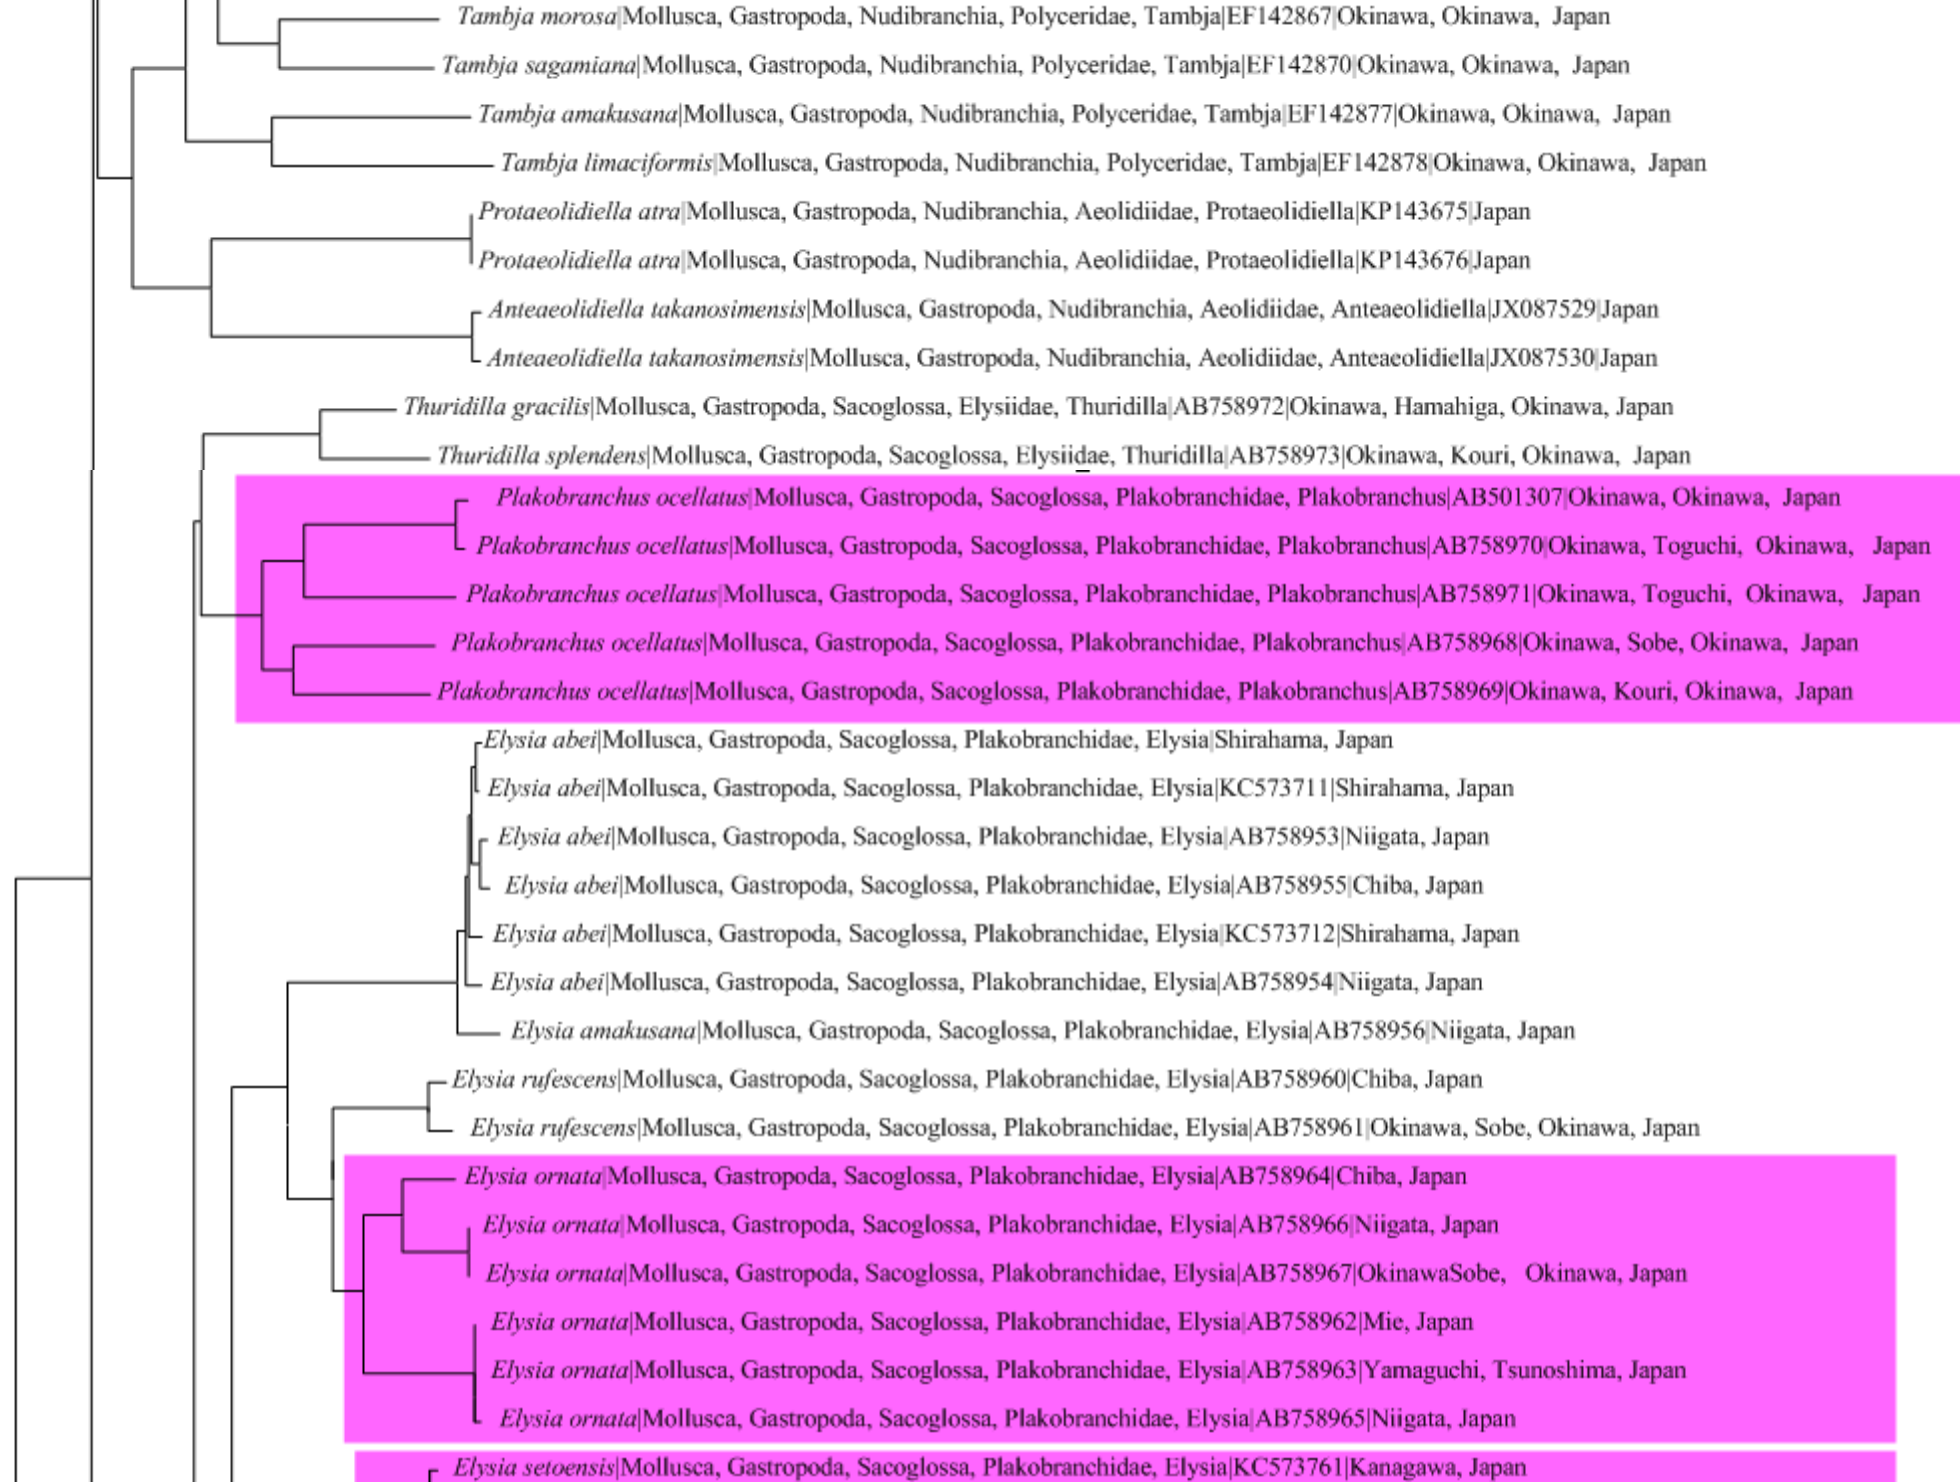 Tambja morosa|Mollusca, Gastropoda, Nudibranchia, Polyceridae, Tambja|EF142867|Okinawa, Okinawa, Japan
Tambja sagamiana|Mollusca, Gastropoda, Nudibranchia, Polyceridae, Tambja|EF142870|Okinawa, Okinawa, Japan
Tambja amakusana|Mollusca, Gastropoda, Nudibranchia, Polyceridae, Tambja|EF142877|Okinawa, Okinawa, Japan
Tambja limaciformis|Mollusca, Gastropoda, Nudibranchia, Polyceridae, Tambja|EF142878|Okinawa, Okinawa, Japan
Protaeolidiella atra|Mollusca, Gastropoda, Nudibranchia, Aeolidiidae, Protaeolidiella|KP143675|Japan
Protaeolidiella atra|Mollusca, Gastropoda, Nudibranchia, Aeolidiidae, Protaeolidiella|KP143676|Japan
Anteaeolidiella takanosimensis|Mollusca, Gastropoda, Nudibranchia, Aeolidiidae, Anteaeolidiella|JX087529|Japan
Anteaeolidiella takanosimensis|Mollusca, Gastropoda, Nudibranchia, Aeolidiidae, Anteaeolidiella|JX087530|Japan
Thuridilla gracilis|Mollusca, Gastropoda, Sacoglossa, Elysiidae, Thuridilla|AB758972|Okinawa, Hamahiga, Okinawa, Japan
Thuridilla splendens|Mollusca, Gastropoda, Sacoglossa, Elysiidae, Thuridilla|AB758973|Okinawa, Kouri, Okinawa, Japan
Plakobranchus ocellatus|Mollusca, Gastropoda, Sacoglossa, Plakobranchidae, Plakobranchus|AB501307|Okinawa, Okinawa, Japan
Plakobranchus ocellatus|Mollusca, Gastropoda, Sacoglossa, Plakobranchidae, Plakobranchus|AB758970|Okinawa, Toguchi, Okinawa, Japan
Plakobranchus ocellatus|Mollusca, Gastropoda, Sacoglossa, Plakobranchidae, Plakobranchus|AB758971|Okinawa, Toguchi, Okinawa, Japan
Plakobranchus ocellatus|Mollusca, Gastropoda, Sacoglossa, Plakobranchidae, Plakobranchus|AB758968|Okinawa, Sobe, Okinawa, Japan
Plakobranchus ocellatus|Mollusca, Gastropoda, Sacoglossa, Plakobranchidae, Plakobranchus|AB758969|Okinawa, Kouri, Okinawa, Japan
Elysia abei|Mollusca, Gastropoda, Sacoglossa, Plakobranchidae, Elysia|Shirahama, Japan
Elysia abei|Mollusca, Gastropoda, Sacoglossa, Plakobranchidae, Elysia|KC573711|Shirahama, Japan
Elysia abei|Mollusca, Gastropoda, Sacoglossa, Plakobranchidae, Elysia|AB758953|Niigata, Japan
Elysia abei|Mollusca, Gastropoda, Sacoglossa, Plakobranchidae, Elysia|AB758955|Chiba, Japan
Elysia abei|Mollusca, Gastropoda, Sacoglossa, Plakobranchidae, Elysia|KC573712|Shirahama, Japan
Elysia abei|Mollusca, Gastropoda, Sacoglossa, Plakobranchidae, Elysia|AB758954|Niigata, Japan
Elysia amakusana|Mollusca, Gastropoda, Sacoglossa, Plakobranchidae, Elysia|AB758956|Niigata, Japan
Elysia rufescens|Mollusca, Gastropoda, Sacoglossa, Plakobranchidae, Elysia|AB758960|Chiba, Japan
Elysia rufescens|Mollusca, Gastropoda, Sacoglossa, Plakobranchidae, Elysia|AB758961|Okinawa, Sobe, Okinawa, Japan
Elysia ornata|Mollusca, Gastropoda, Sacoglossa, Plakobranchidae, Elysia|AB758964|Chiba, Japan
Elysia ornata|Mollusca, Gastropoda, Sacoglossa, Plakobranchidae, Elysia|AB758966|Niigata, Japan
Elysia ornata|Mollusca, Gastropoda, Sacoglossa, Plakobranchidae, Elysia|AB758967|OkinawaSobe, Okinawa, Japan
Elysia ornata|Mollusca, Gastropoda, Sacoglossa, Plakobranchidae, Elysia|AB758962|Mie, Japan
Elysia ornata|Mollusca, Gastropoda, Sacoglossa, Plakobranchidae, Elysia|AB758963|Yamaguchi, Tsunoshima, Japan
Elysia ornata|Mollusca, Gastropoda, Sacoglossa, Plakobranchidae, Elysia|AB758965|Niigata, Japan
Elysia setoensis|Mollusca, Gastropoda, Sacoglossa, Plakobranchidae, Elysia|KC573761|Kanagawa, Japan